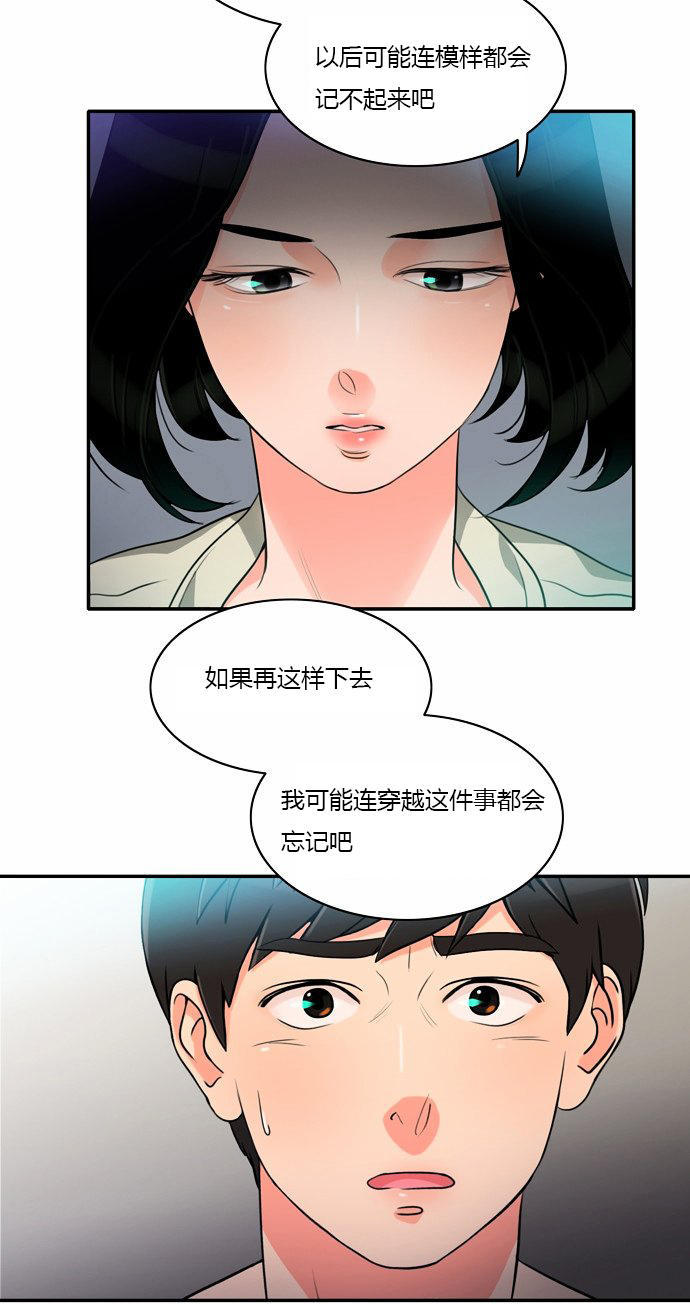 以后可能连模样都会
记不起来吧
如果再这样下去
我可能连穿越这件事都会
忘记吧